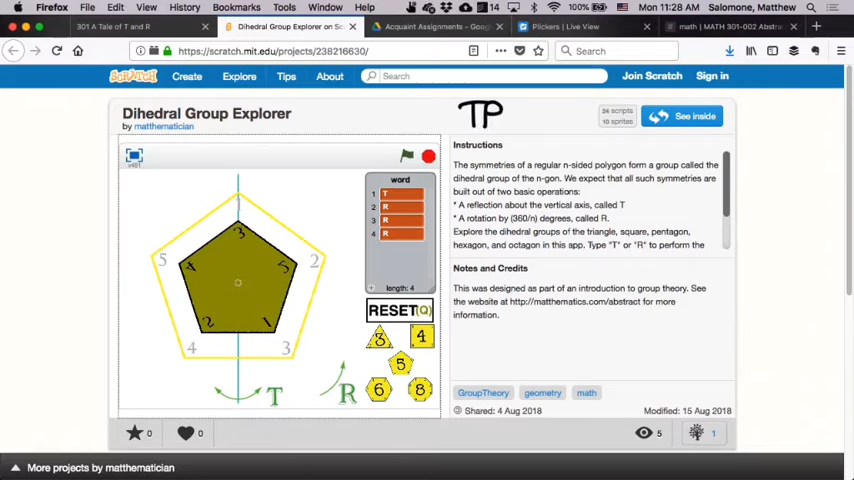 Firefox File Edit View History Bookmarks Tools Window Help 14 Mon Aug 11:28 AM Salomone, Matthew
301 A Tale of T and R × Dihedral Group Explorer on Sc × Acquaint Assignments – Goog × Plickers | Live View × math | MATH 301-002 Abstra ×
https://scratch.mit.edu/projects/238216630/ Search
SCRATCH Create Explore Tips About Search Join Scratch Sign in
Dihedral Group Explorer
by matthematician
TP
24 scripts
10 sprites
See inside
v461
word
1 T
2 R
3 R
4 R
length: 4
RESET(Q)
3 4
5
6 8
1
5 2
4 3
3
4 5
2 1
T R
Instructions
The symmetries of a regular n-sided polygon form a group called the
dihedral group of the n-gon. We expect that all such symmetries are
built out of two basic operations:
* A reflection about the vertical axis, called T
* A rotation by (360/n) degrees, called R.
Explore the dihedral groups of the triangle, square, pentagon,
hexagon, and octagon in this app. Type "T" or "R" to perform the
Notes and Credits
This was designed as part of an introduction to group theory. See
the website at http://matthematics.com/abstract for more
information.
GroupTheory geometry math
Shared: 4 Aug 2018 Modified: 15 Aug 2018
0 0 5 1
More projects by matthematician